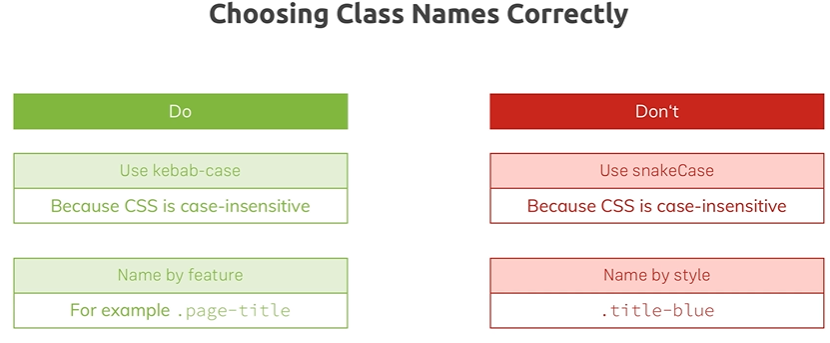 Choosing Class Names Correctly
Do
Don't
Use kebab-case
Use snakeCase
Because CSS is case-insensitive
Because CSS is case-insensitive
Name by feature
Name by style
For example .page-title
.title-blue